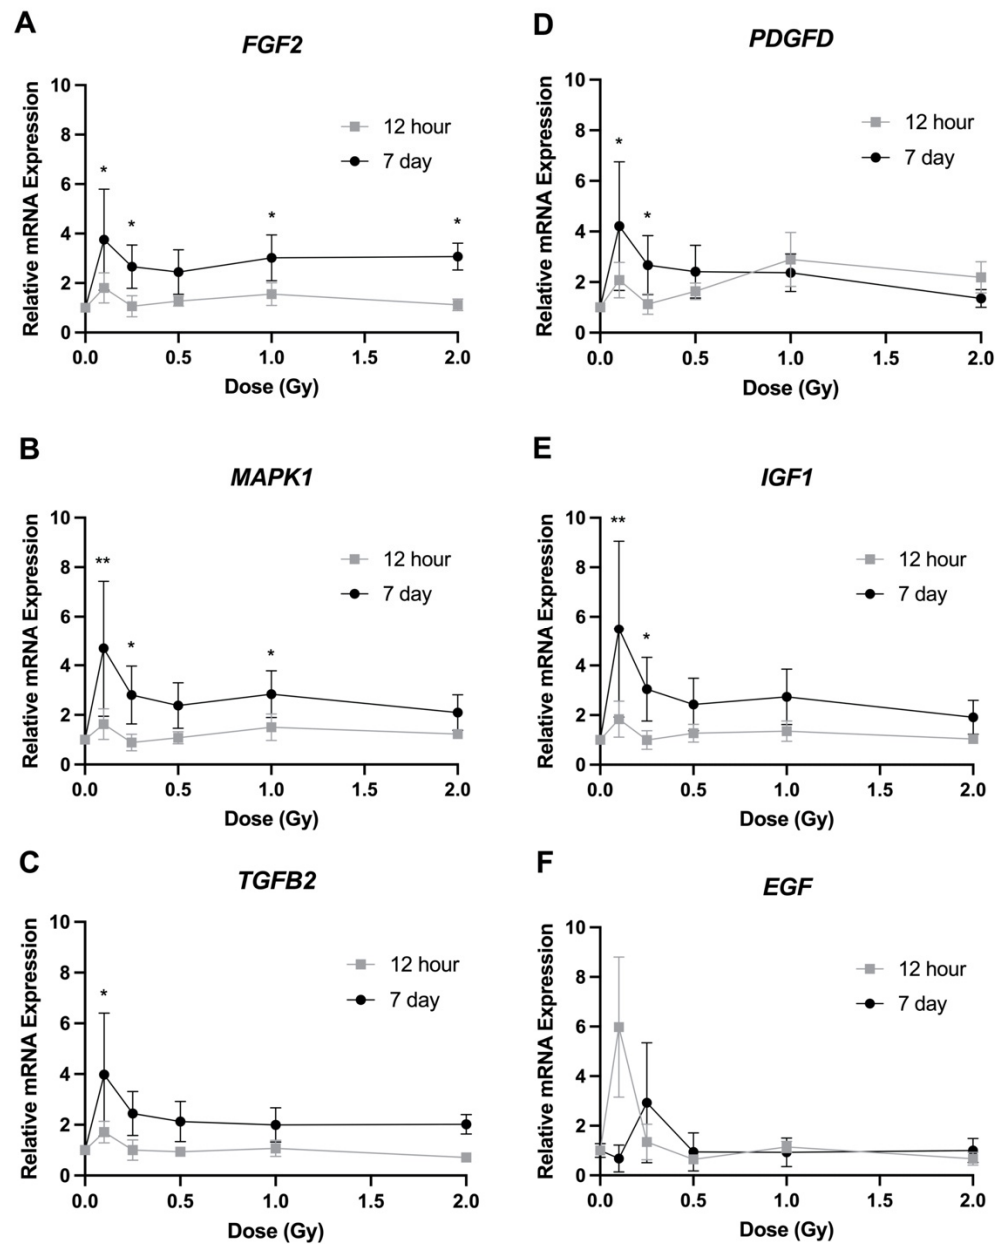 A
FGF2
Relative mRNA Expression
10
8
6
4
2
0
* * * *
12 hour
7 day
0.0 0.5 1.0 1.5 2.0
Dose (Gy)
B
MAPK1
Relative mRNA Expression
10
8
6
4
2
0
** * *
12 hour
7 day
0.0 0.5 1.0 1.5 2.0
Dose (Gy)
C
TGFB2
Relative mRNA Expression
10
8
6
4
2
0
*
12 hour
7 day
0.0 0.5 1.0 1.5 2.0
Dose (Gy)
D
PDGFD
Relative mRNA Expression
10
8
6
4
2
0
* *
12 hour
7 day
0.0 0.5 1.0 1.5 2.0
Dose (Gy)
E
IGF1
Relative mRNA Expression
10
8
6
4
2
0
** *
12 hour
7 day
0.0 0.5 1.0 1.5 2.0
Dose (Gy)
F
EGF
Relative mRNA Expression
10
8
6
4
2
0
12 hour
7 day
0.0 0.5 1.0 1.5 2.0
Dose (Gy)